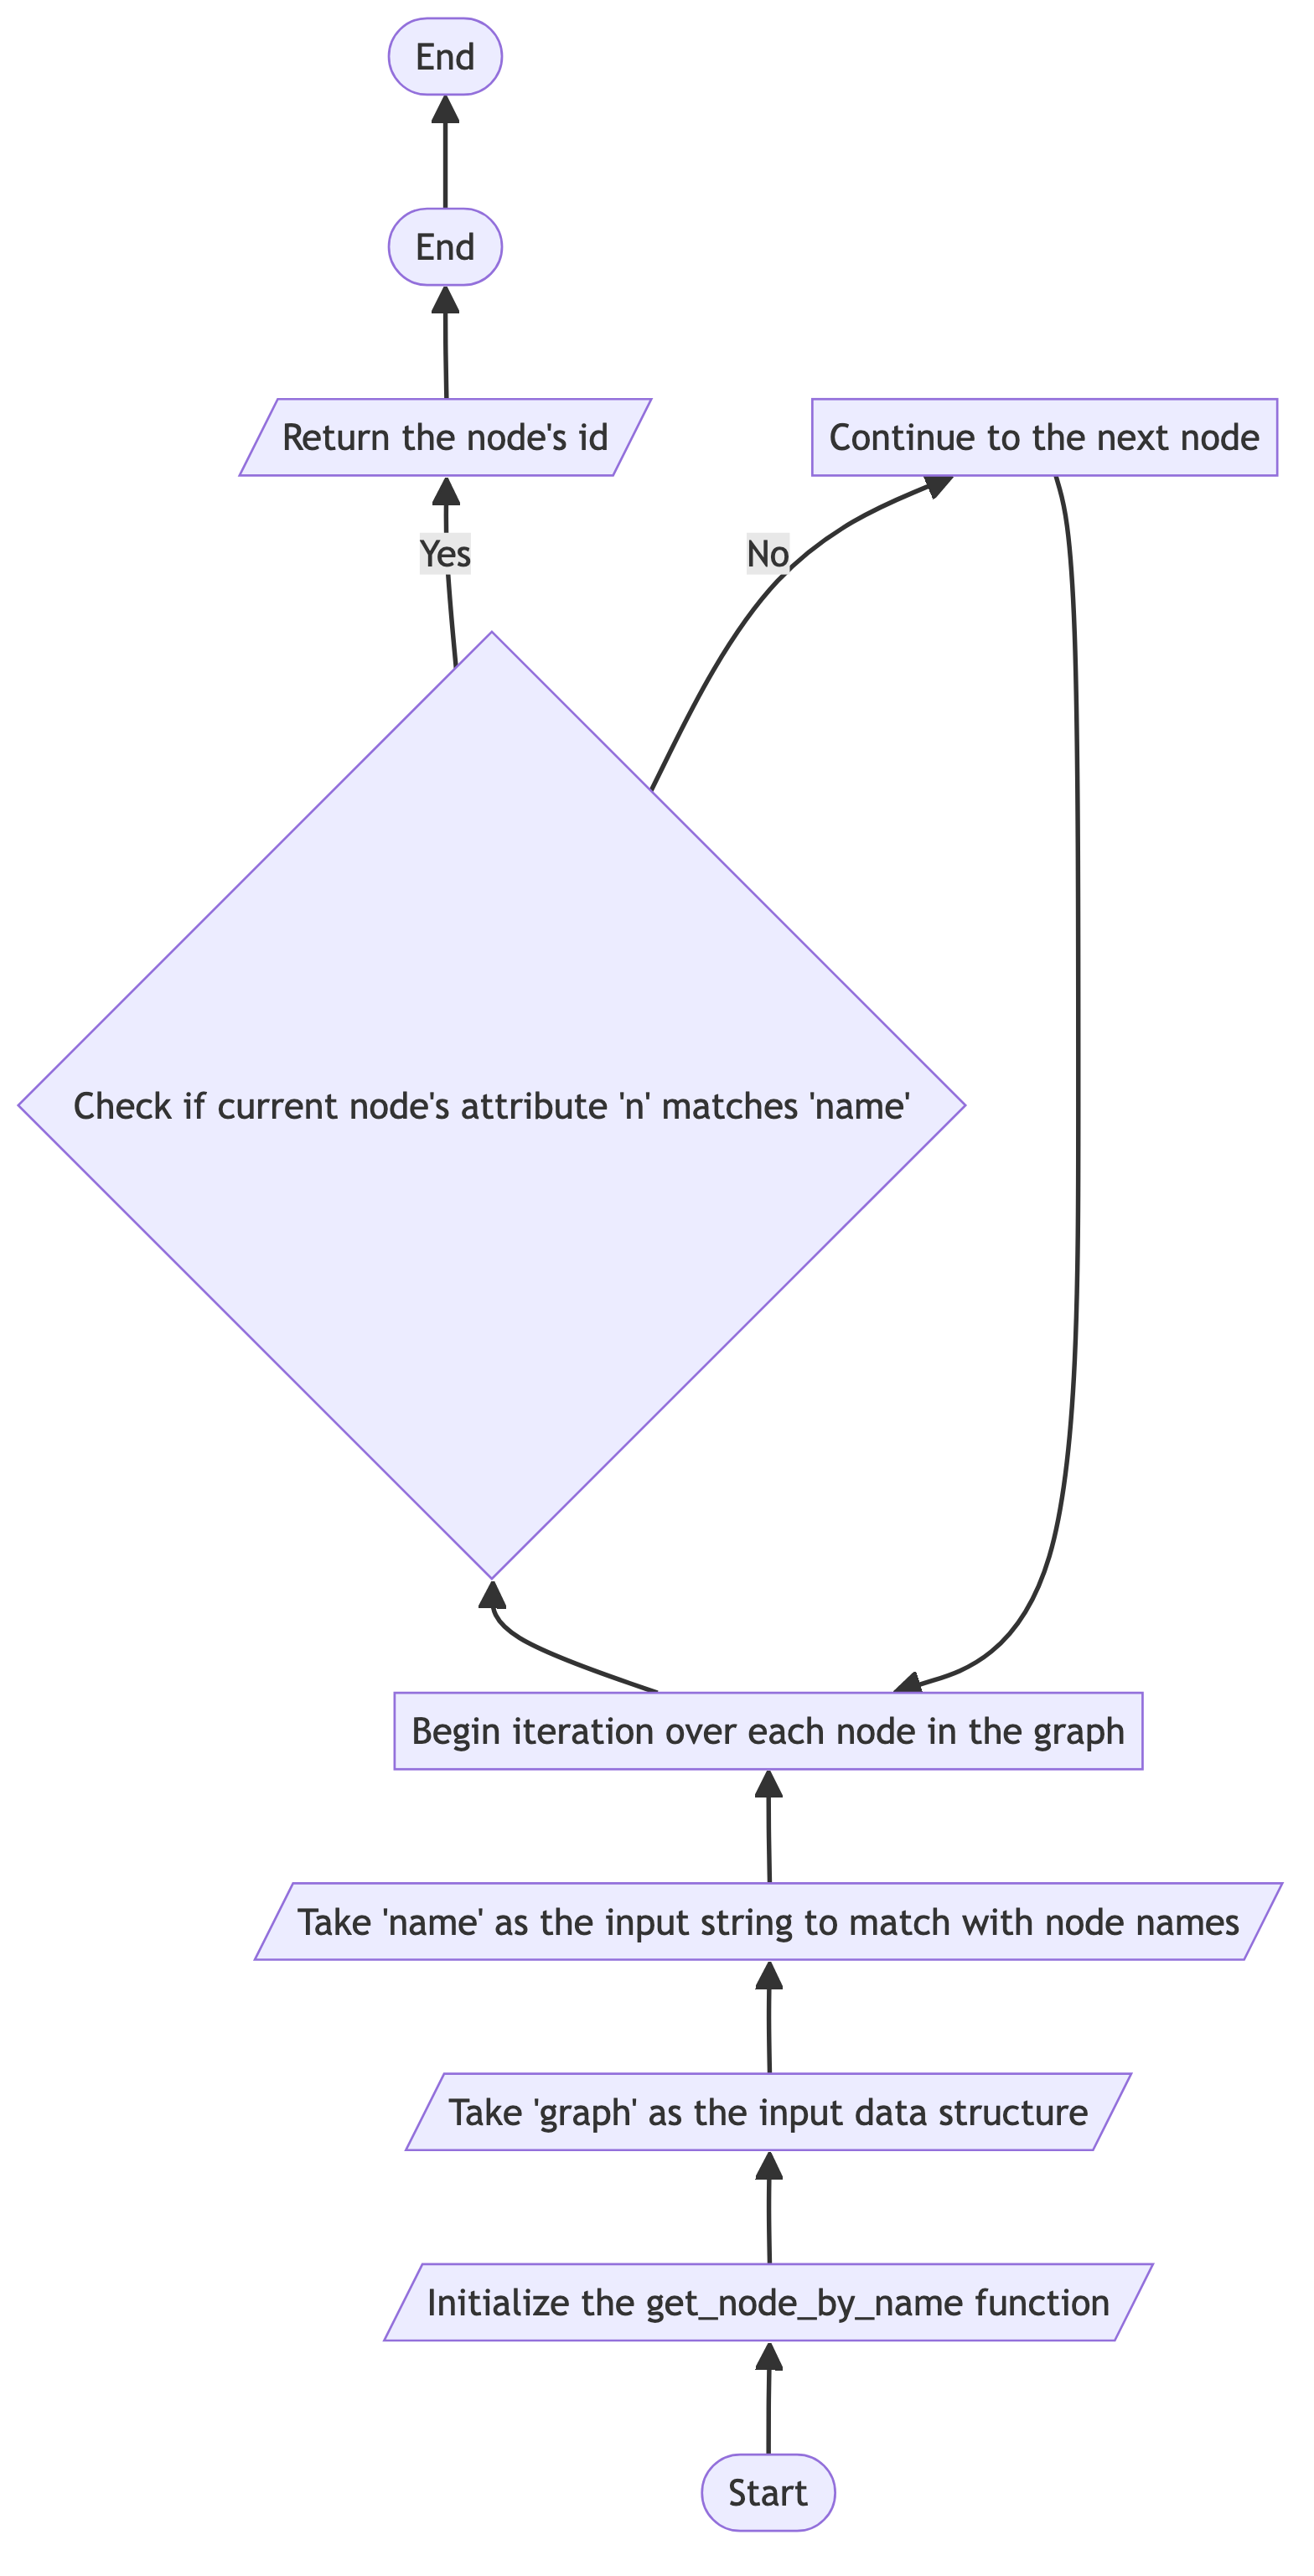 End
End
Return the node's id
Continue to the next node
Yes
No
Check if current node's attribute 'n' matches 'name'
Begin iteration over each node in the graph
Take 'name' as the input string to match with node names
Take 'graph' as the input data structure
Initialize the get_node_by_name function
Start